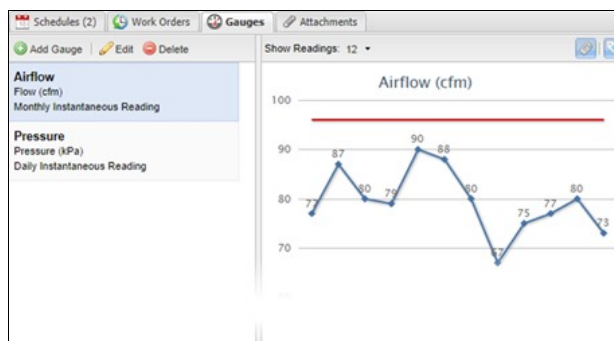 Schedules (2) Work Orders Gauges Attachments
Add Gauge Edit Delete Show Readings: 12
Airflow
Flow (cfm)
Monthly Instantaneous Reading
Pressure
Pressure (kPa)
Daily Instantaneous Reading
Airflow (cfm)
100
90
80
70
77 87 80 79 90 88 80 67 75 77 80 73